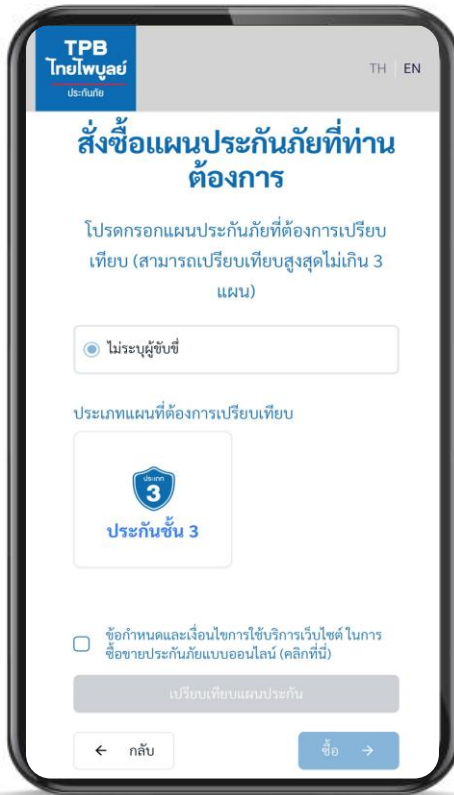 TPB
ไทยไพบูลย์
ประกันภัย
TH EN
สั่งซื้อแผนประกันภัยที่ท่าน
ต้องการ
โปรดกรอกแผนประกันภัยที่ต้องการเปรียบ
เทียบ (สามารถเปรียบเทียบสูงสุดไม่เกิน 3
แผน)
ไม่ระบุผู้ขับขี่
ประเภทแผนที่ต้องการเปรียบเทียบ
ประเภท
3
ประกันชั้น 3
ข้อกำหนดและเงื่อนไขการใช้บริการเว็บไซต์ ในการ
ซื้อขายประกันภัยแบบออนไลน์ (คลิกที่นี่)
เปรียบเทียบแผนประกัน
← กลับ
ซื้อ →